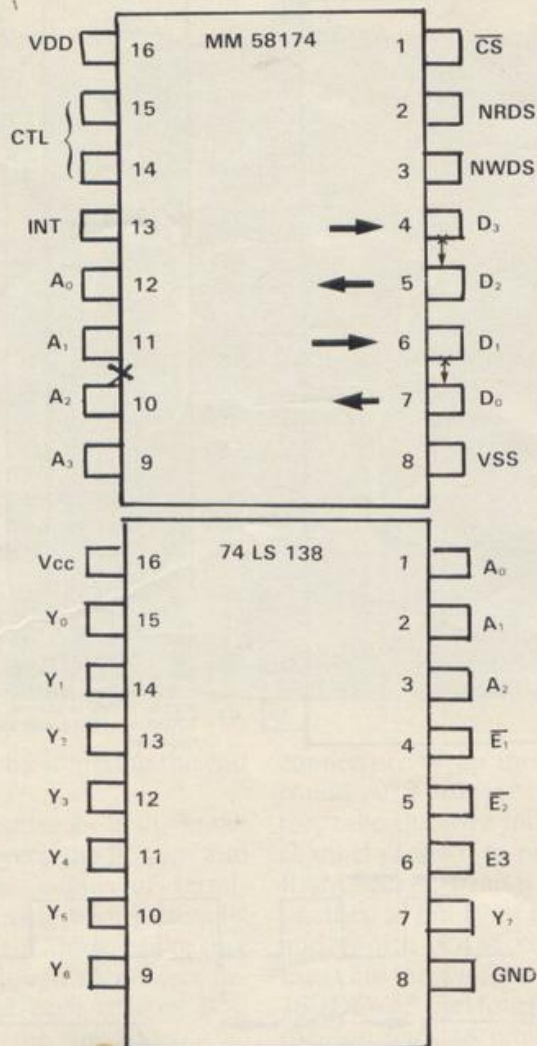 MM 58174
VDD 16 1 C̅S̅
15 2 NRDS
CTL
14 3 NWDS
INT 13 4 D₃
A₀ 12 5 D₂
A₁ 11 6 D₁
A₂ 10 7 D₀
A₃ 9 8 VSS
74 LS 138
Vcc 16 1 A₀
Y₀ 15 2 A₁
Y₁ 14 3 A₂
Y₂ 13 4 E̅₁
Y₃ 12 5 E̅₂
Y₄ 11 6 E3
Y₅ 10 7 Y₇
Y₆ 9 8 GND